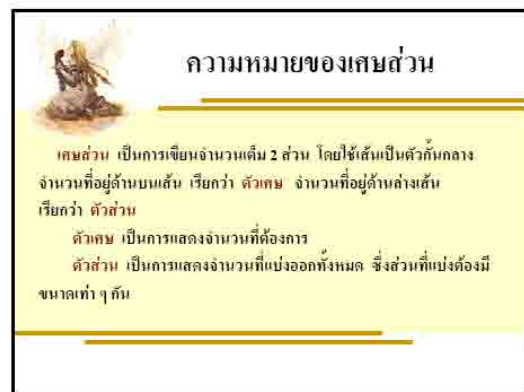 ความหมายของเศษส่วน
เศษส่วน เป็นการเขียนจำนวนเต็ม 2 ส่วน โดยใช้เส้นเป็นตัวกั้นกลาง
จำนวนที่อยู่ด้านบนเส้น เรียกว่า ตัวเศษ จำนวนที่อยู่ด้านล่างเส้น
เรียกว่า ตัวส่วน
ตัวเศษ เป็นการแสดงจำนวนที่ต้องการ
ตัวส่วน เป็นการแสดงจำนวนที่แบ่งออกทั้งหมด ซึ่งส่วนที่แบ่งต้องมี
ขนาดเท่า ๆ กัน